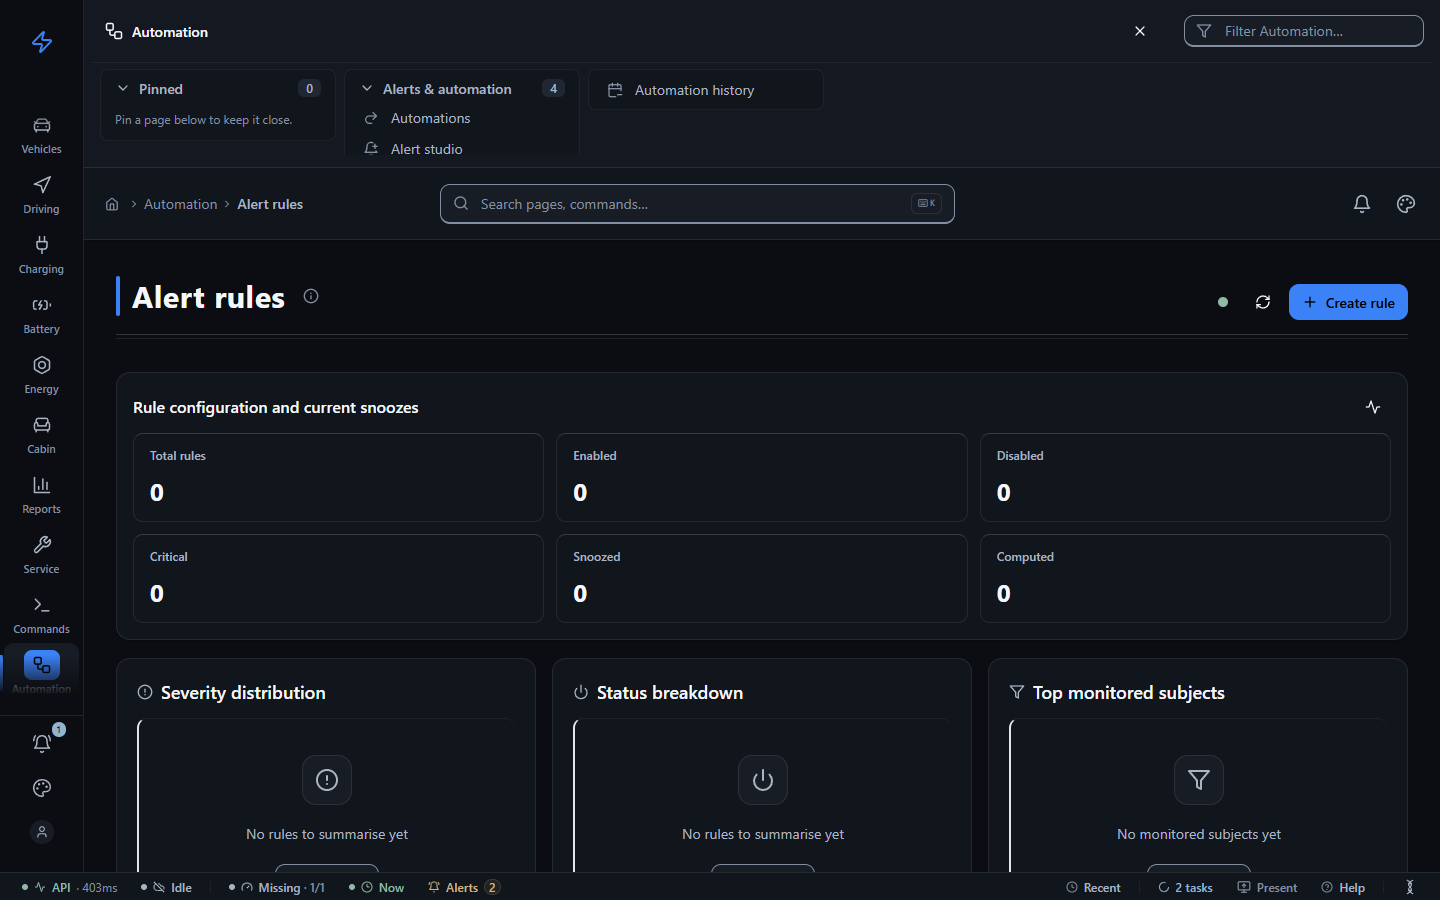 Automation
Filter Automation...
Pinned 0
Pin a page below to keep it close.
Alerts & automation 4
Automations
Alert studio
Automation history
Vehicles
Driving
Charging
Battery
Energy
Cabin
Reports
Service
Commands
Automation
1
Automation Alert rules
Search pages, commands... K
Alert rules
Create rule
Rule configuration and current snoozes
Total rules
0
Enabled
0
Disabled
0
Critical
0
Snoozed
0
Computed
0
Severity distribution
No rules to summarise yet
Status breakdown
No rules to summarise yet
Top monitored subjects
No monitored subjects yet
API · 403ms Idle Missing · 1/1 Now Alerts 2 Recent 2 tasks Present Help